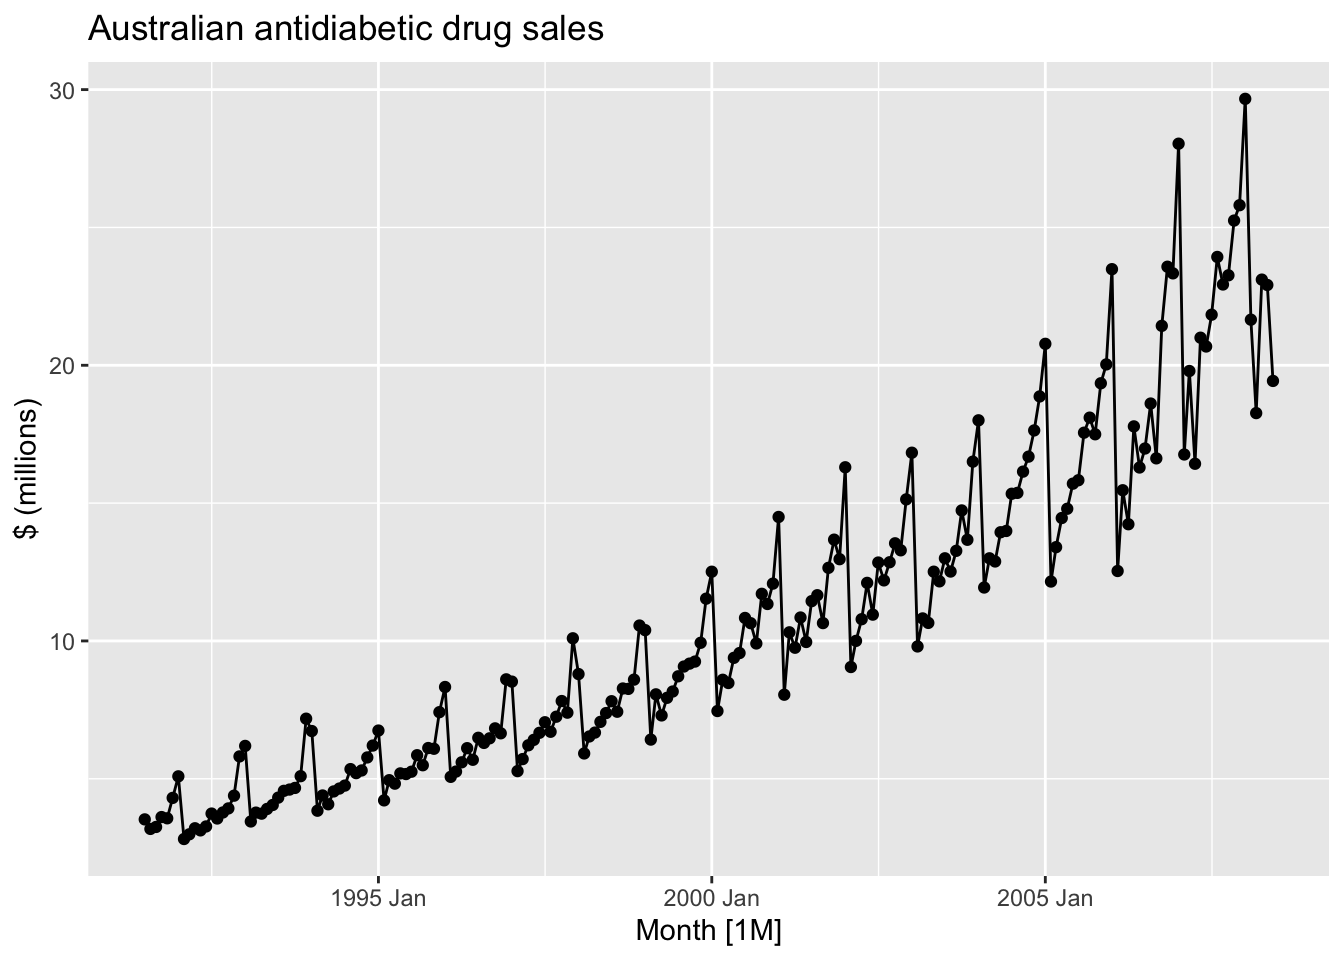 Australian antidiabetic drug sales
30
20
10
$ (millions)
1995 Jan
2000 Jan
2005 Jan
Month [1M]